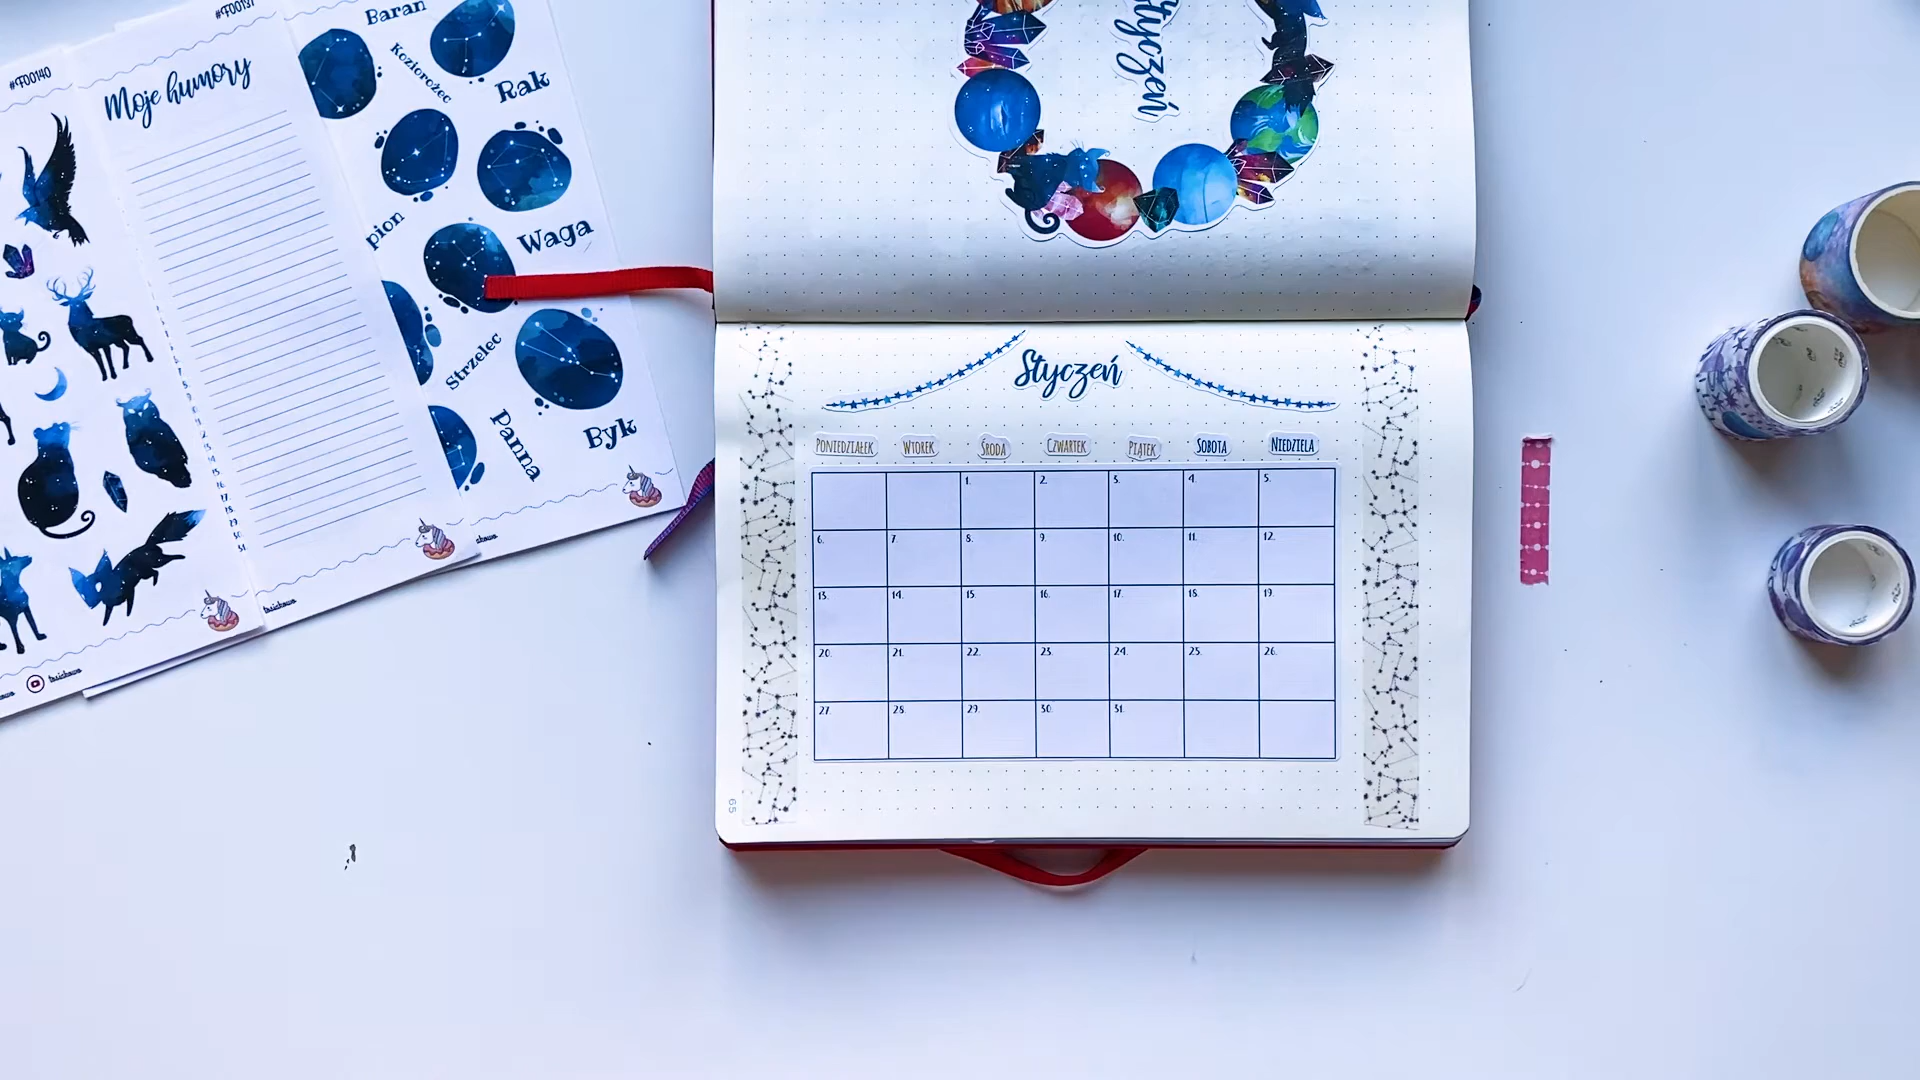 #F00140
Moje humory
#F00137
Baran
Koziorożec
Rak
pion
Waga
Strzelec
Panna
Byk
Styczeń
Styczeń
PONIEDZIAŁEK WTOREK ŚRODA CZWARTEK PIĄTEK SOBOTA NIEDZIELA
1. 2. 3. 4. 5.
6. 7. 8. 9. 10. 11. 12.
13. 14. 15. 16. 17. 18. 19.
20. 21. 22. 23. 24. 25. 26.
27. 28. 29. 30. 31.
65